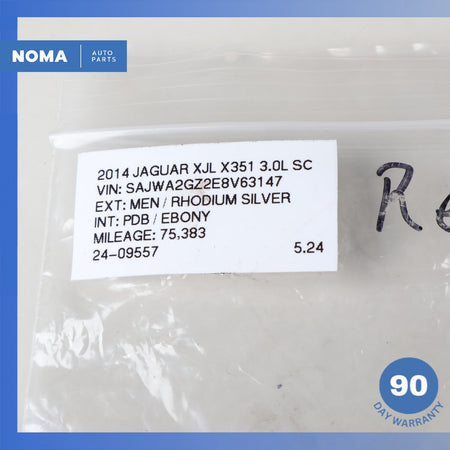 NOMA AUTO PARTS
2014 JAGUAR XJL X351 3.0L SC
VIN: SAJWA2GZ2E8V63147
EXT: MEN / RHODIUM SILVER
INT: PDB / EBONY
MILEAGE: 75,383
24-09557 5.24
90
DAY WARRANTY